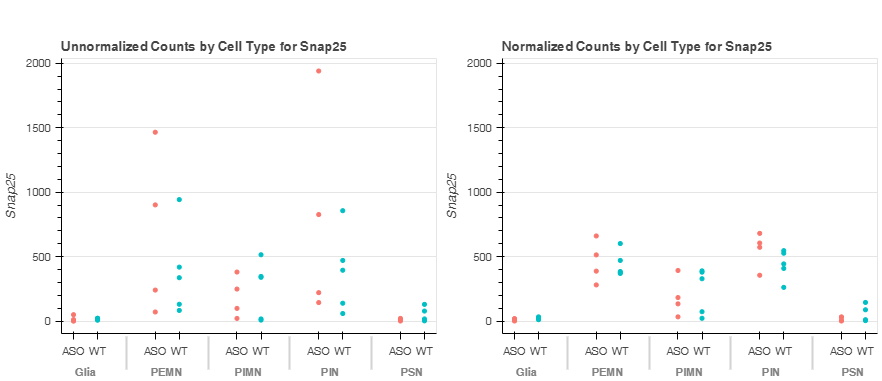 Unnormalized Counts by Cell Type for Snap25
2000
1500
1000
500
0
Snap25
ASO WT ASO WT ASO WT ASO WT ASO WT
Glia PEMN PIMN PIN PSN
Normalized Counts by Cell Type for Snap25
2000
1500
1000
500
0
Snap25
ASO WT ASO WT ASO WT ASO WT ASO WT
Glia PEMN PIMN PIN PSN